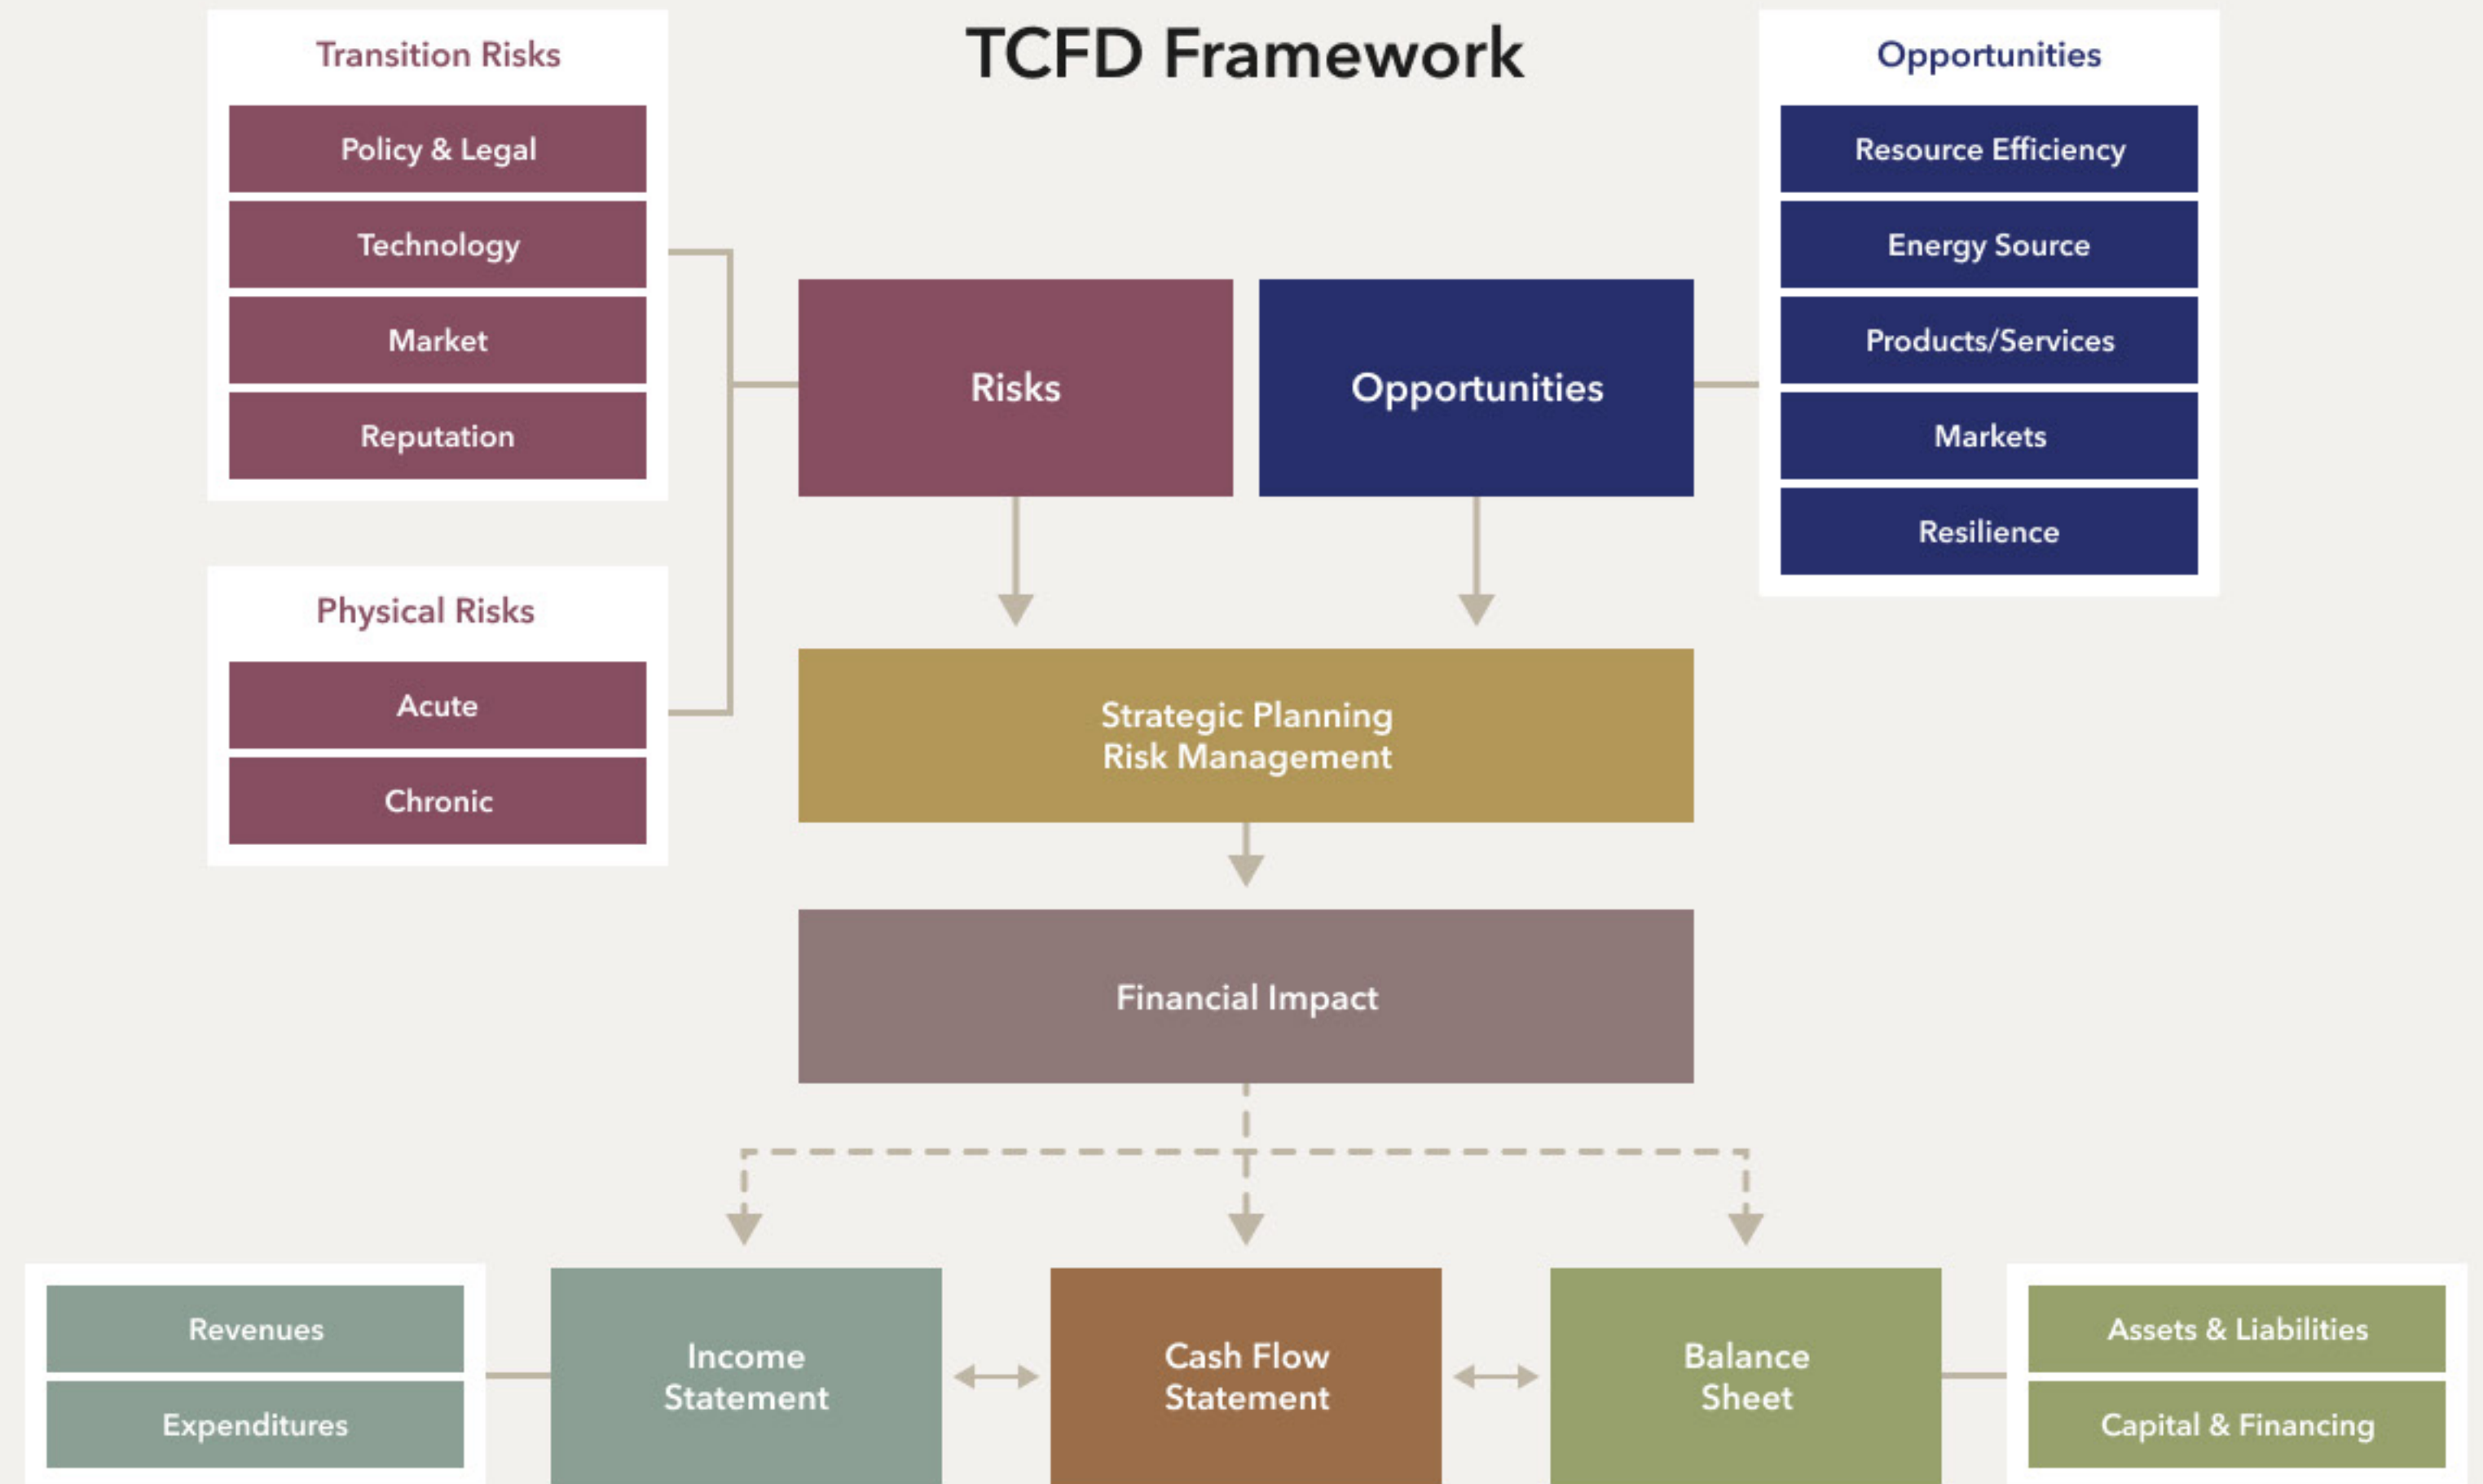 TCFD Framework
Transition Risks
Policy & Legal
Technology
Market
Reputation
Physical Risks
Acute
Chronic
Risks
Opportunities
Opportunities
Resource Efficiency
Energy Source
Products/Services
Markets
Resilience
Strategic Planning
Risk Management
Financial Impact
Revenues
Expenditures
Income
Statement
Cash Flow
Statement
Balance
Sheet
Assets & Liabilities
Capital & Financing